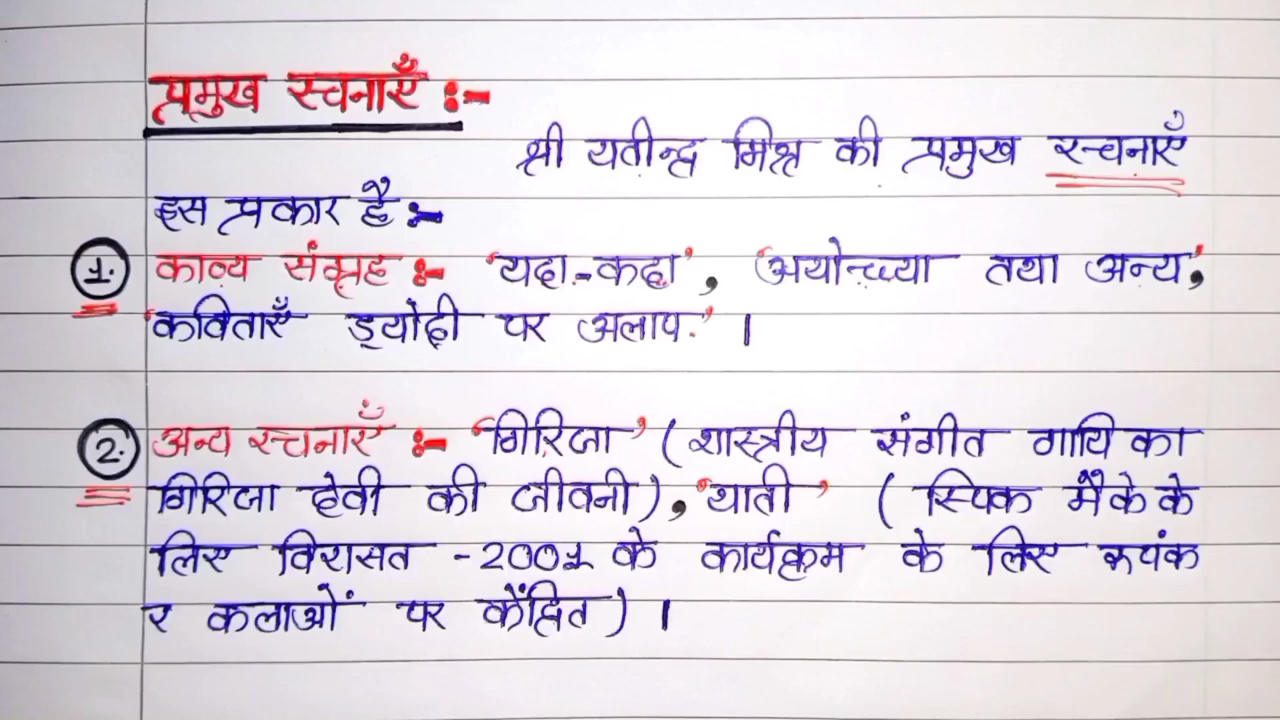 प्रमुख रचनाएँ :-
श्री यतीन्द्र मिश्र की प्रमुख रचनाएँ
इस प्रकार है :-
1. काव्य संग्रह :- 'यदा-कदा', 'अयोध्या तथा अन्य',
'कविताएँ ड्योढ़ी पर अलाप' ।
2. अन्य रचनाएँ :- 'गिरिजा' (शास्त्रीय संगीत गायिका
गिरिजा देवी की जीवनी), 'थाती' ( स्पिक मैके के
लिए विरासत -2001 के कार्यक्रम के लिए रूपंक
र कलाओं पर केंद्रित) ।